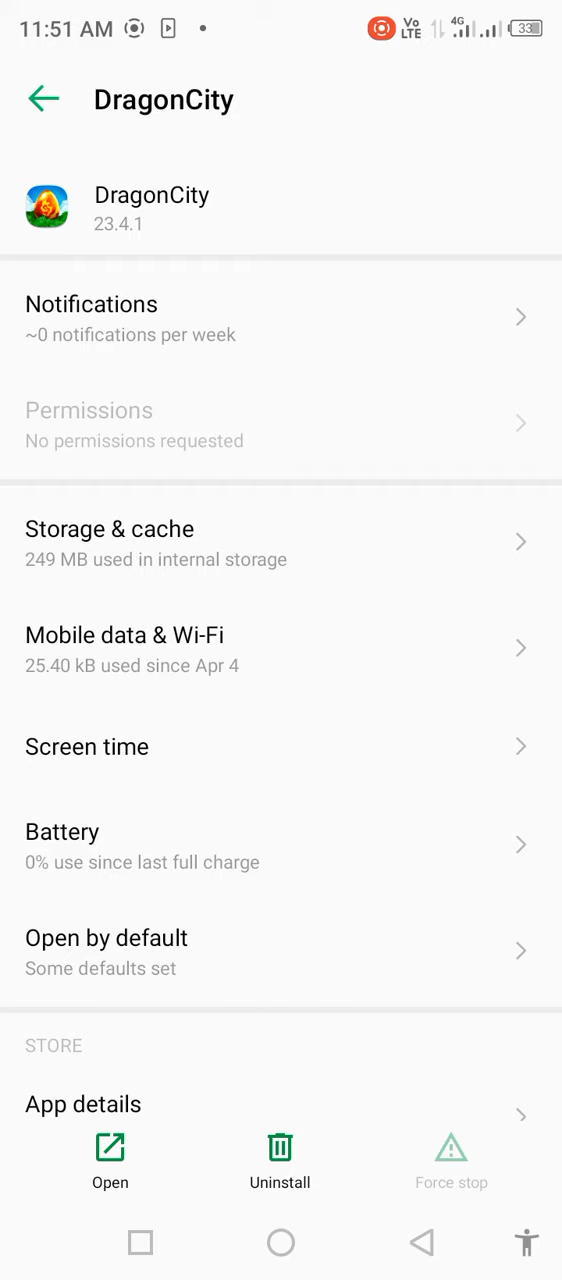 11:51 AM
Vo
LTE
4G
33
DragonCity
DragonCity
23.4.1
Notifications
~0 notifications per week
Permissions
No permissions requested
Storage & cache
249 MB used in internal storage
Mobile data & Wi-Fi
25.40 kB used since Apr 4
Screen time
Battery
0% use since last full charge
Open by default
Some defaults set
STORE
App details
Open
Uninstall
Force stop